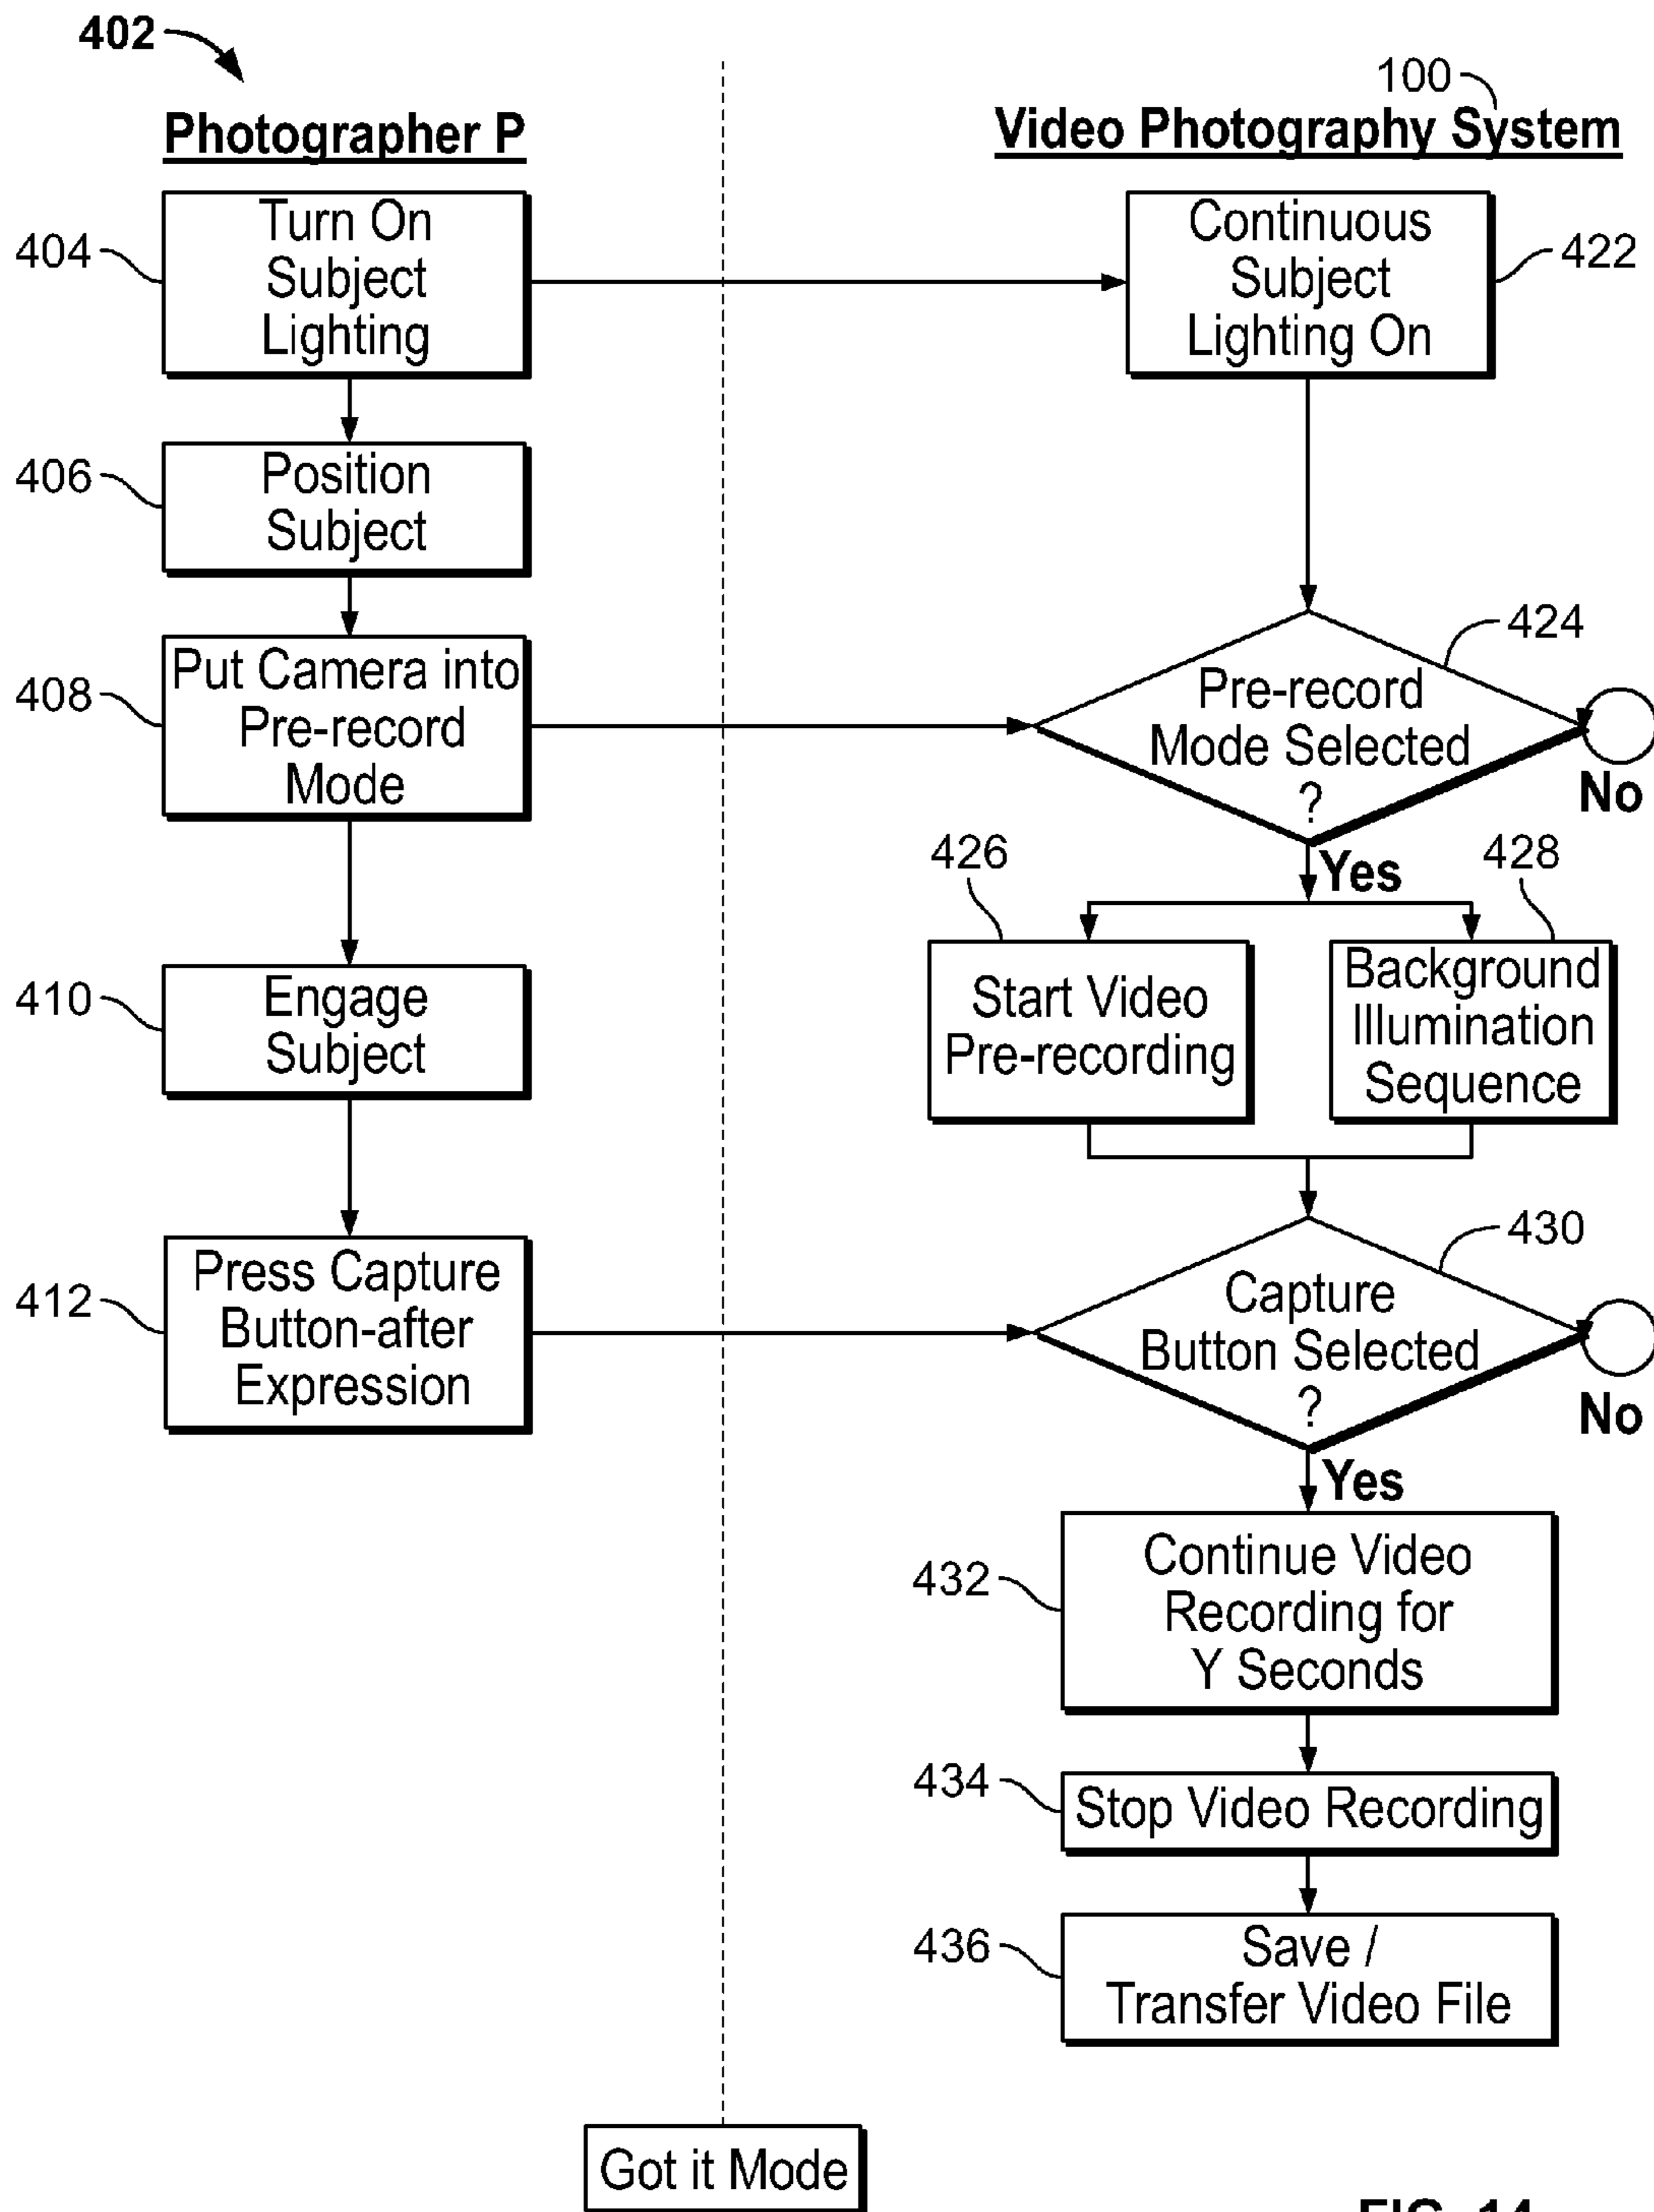 402
100
Photographer P
Video Photography System
Turn On
Subject
Lighting
404
Continuous
Subject
Lighting On
422
406
Position
Subject
408
Put Camera into
Pre-record
Mode
424
Pre-record
Mode Selected
?
No
Yes
426
428
Start Video
Pre-recording
Background
Illumination
Sequence
410
Engage
Subject
412
Press Capture
Button-after
Expression
430
Capture
Button Selected
?
No
Yes
432
Continue Video
Recording for
Y Seconds
434
Stop Video Recording
436
Save /
Transfer Video File
Got it Mode
FIG. 14